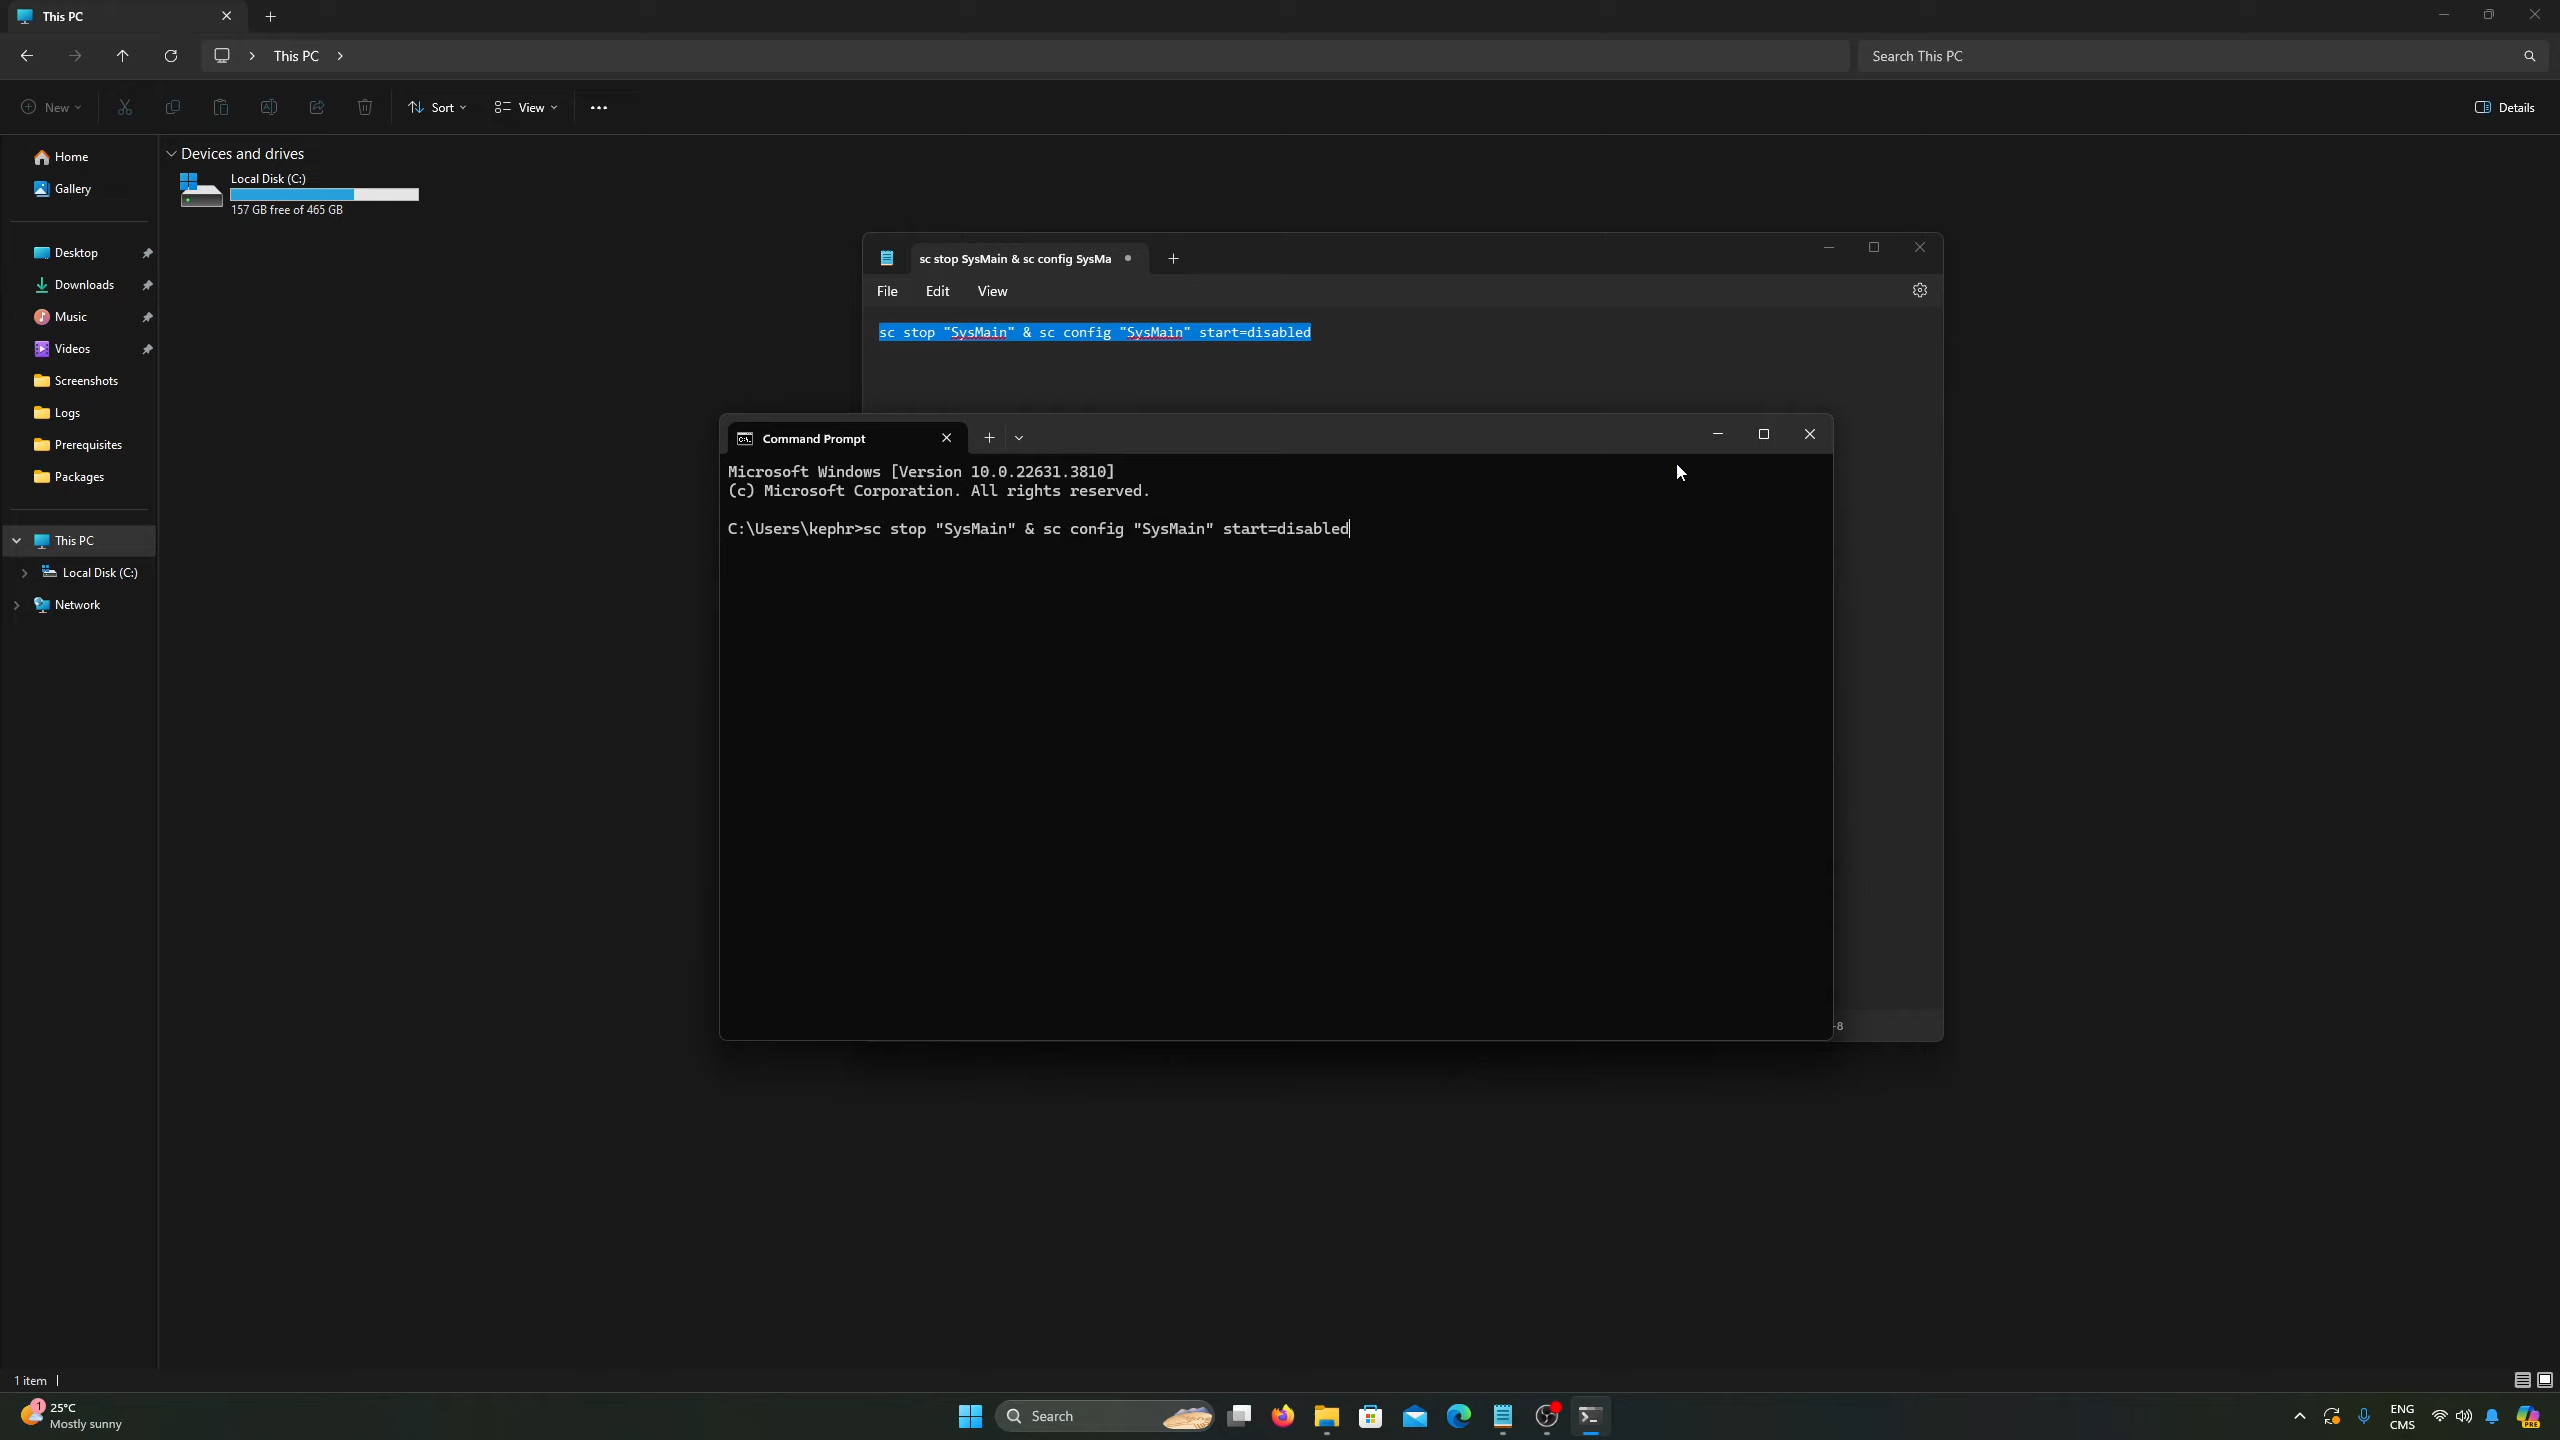 This PC
This PC
Search This PC
New
Sort
View
Details
Home
Gallery
Desktop
Downloads
Music
Videos
Screenshots
Logs
Prerequisites
Packages
This PC
Local Disk (C:)
Network
Devices and drives
Local Disk (C:)
157 GB free of 465 GB
sc stop SysMain & sc config SysMa
File Edit View
sc stop "SysMain" & sc config "SysMain" start=disabled
-8
Command Prompt
Microsoft Windows [Version 10.0.22631.3810]
(c) Microsoft Corporation. All rights reserved.
C:\Users\kephr>sc stop "SysMain" & sc config "SysMain" start=disabled
1 item
1
25°C
Mostly sunny
Search
ENG
CMS
PRE